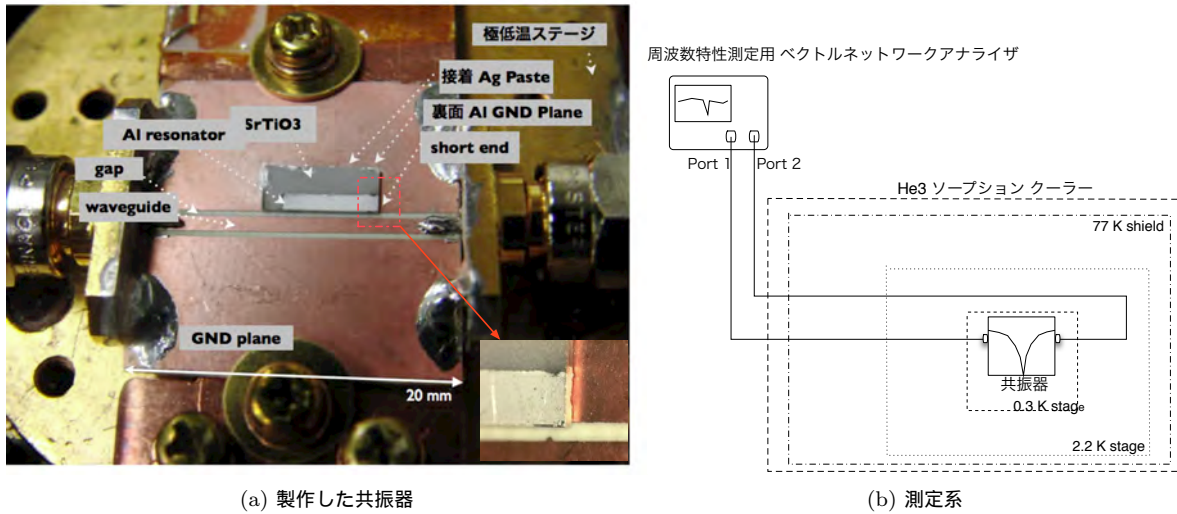 極低温ステージ
接着 Ag Paste
裏面 Al GND Plane
SrTiO3
Al resonator
short end
gap
waveguide
GND plane
20 mm
(a) 製作した共振器
周波数特性測定用 ベクトルネットワークアナライザ
Port 1
Port 2
He3 ソープション クーラー
77 K shield
共振器
0.3 K stage
2.2 K stage
(b) 測定系